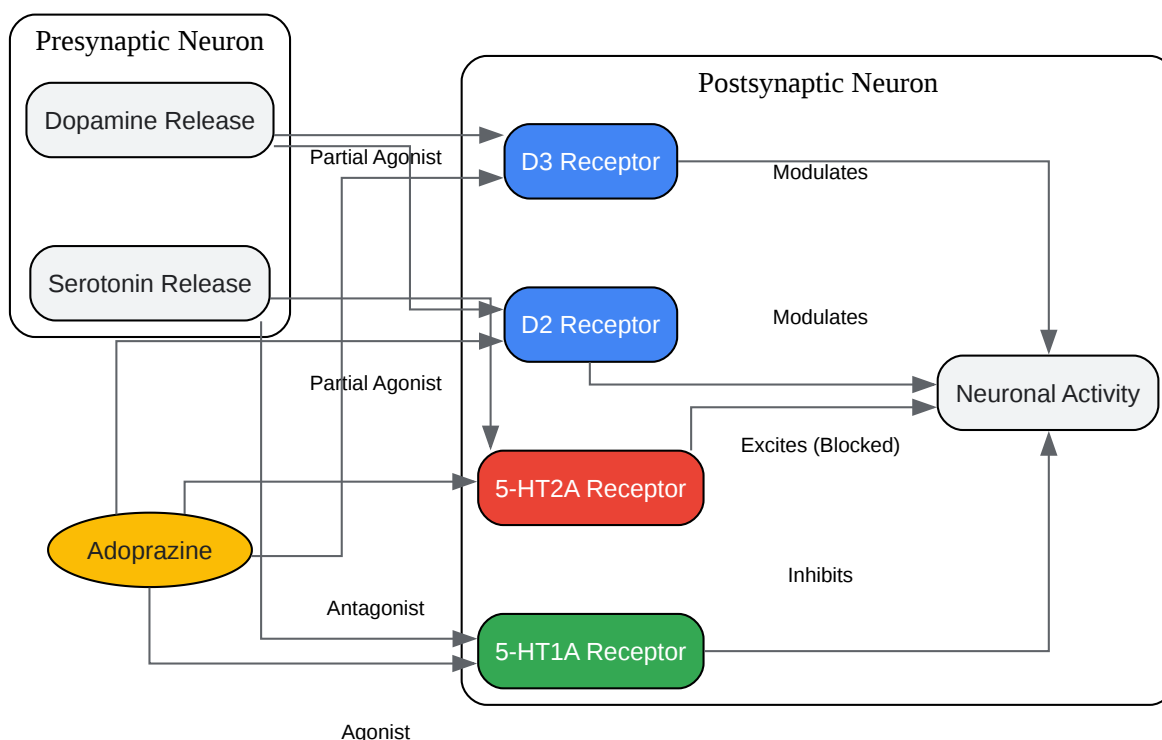 Presynaptic Neuron
Postsynaptic Neuron
Dopamine Release
Partial Agonist
D3 Receptor
Modulates
Serotonin Release
D2 Receptor
Modulates
Partial Agonist
Neuronal Activity
Excites (Blocked)
5-HT2A Receptor
Adoprazine
Inhibits
Antagonist
5-HT1A Receptor
Agonist